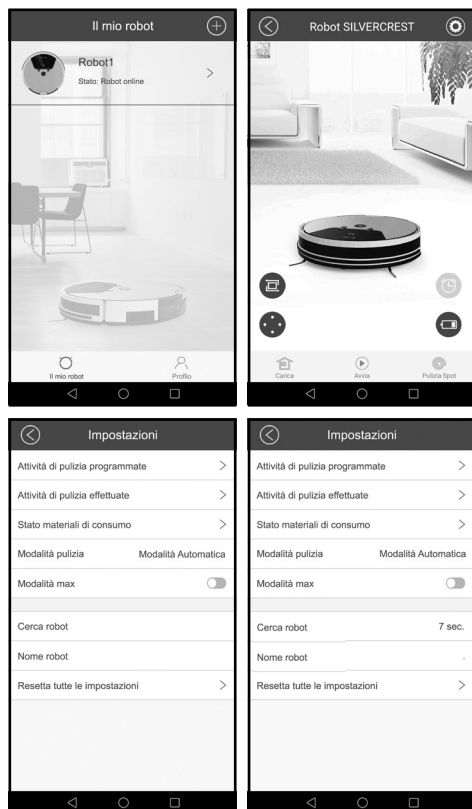 Il mio robot
Robot1
Stato: Robot online
Il mio robot
Profilo
Robot SILVERCREST
Carica
Avvia
Pulizia Spot
Impostazioni
Attività di pulizia programmate
Attività di pulizia effettuate
Stato materiali di consumo
Modalità pulizia Modalità Automatica
Modalità max
Cerca robot
Nome robot
Resetta tutte le impostazioni
Impostazioni
Attività di pulizia programmate
Attività di pulizia effettuate
Stato materiali di consumo
Modalità pulizia Modalità Automatica
Modalità max
Cerca robot 7 sec.
Nome robot
Resetta tutte le impostazioni